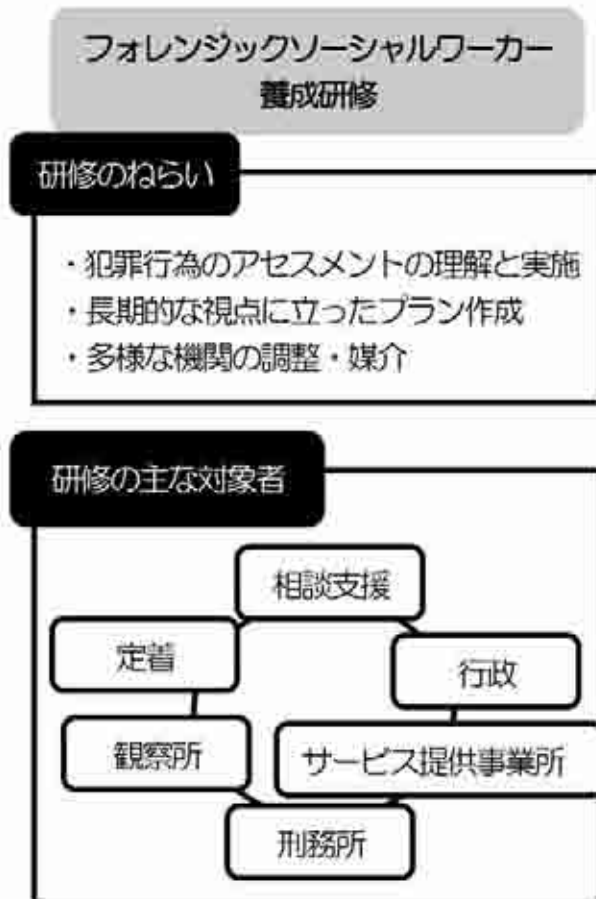 フォレンジックソーシャルワーカー
養成研修
研修のねらい
・犯罪行為のアセスメントの理解と実施
・長期的な視点に立ったプラン作成
・多様な機関の調整・媒介
研修の主な対象者
相談支援
定着
行政
観察所
サービス提供事業所
刑務所